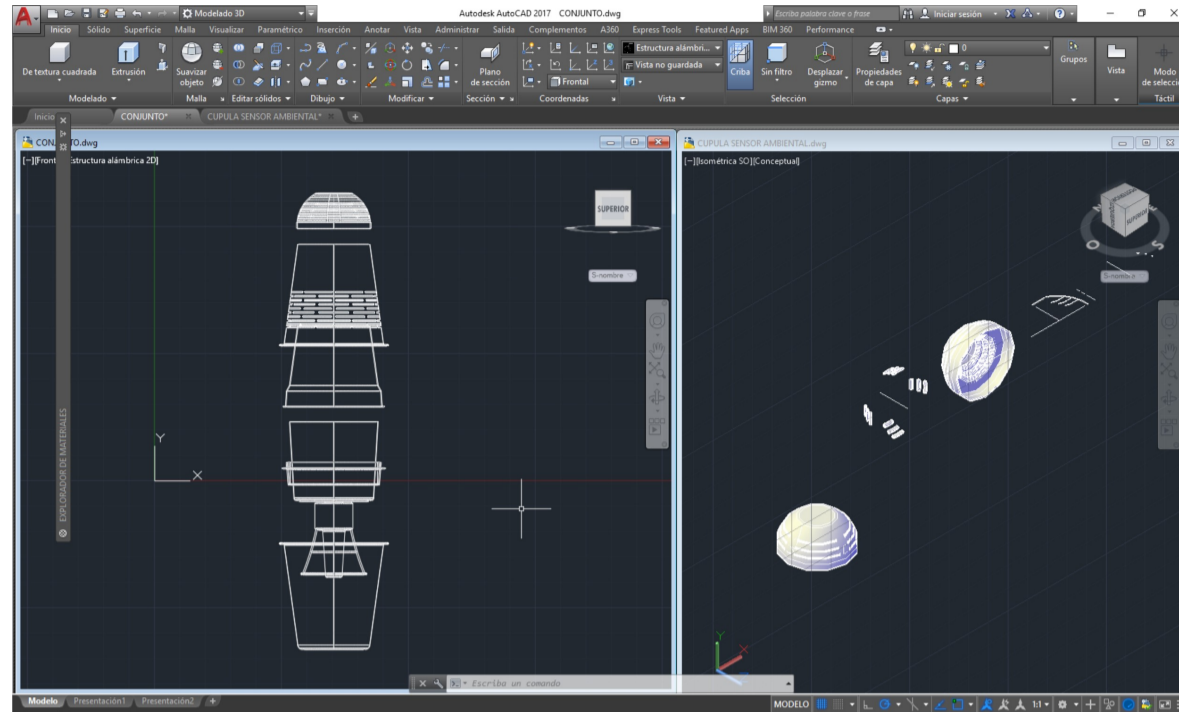 Modelado 3D
Autodesk AutoCAD 2017 CONJUNTO.dwg
Escriba palabra clave o frase
Iniciar sesión
Inicio Sólido Superficie Malla Visualizar Paramétrico Inserción Anotar Vista Administrar Salida Complementos A360 Express Tools Featured Apps BIM 360 Performance
De textura cuadrada
Extrusión
Suavizar objeto
Plano de sección
Estructura alámbri...
Vista no guardada
Frontal
Criba
Sin filtro
Desplazar gizmo
Propiedades de capa
0
Grupos
Vista
Modo
de selecci
Modelado
Malla
Editar sólidos
Dibujo
Modificar
Sección
Coordenadas
Vista
Selección
Capas
Táctil
Inicio
CONJUNTO*
CUPULA SENSOR AMBIENTAL*
TO.dwg
Estructura alámbrica 2D]
SUPERIOR
S-nombre
Y
X
EXPLORADOR DE MATERIALES
CUPULA SENSOR AMBIENTAL.dwg
[−][Isométrica SO][Conceptual]
SUPERIOR
O
S
S-nombre
Y
X
Escriba un comando
Modelo Presentación1 Presentación2 +
MODELO
1:1